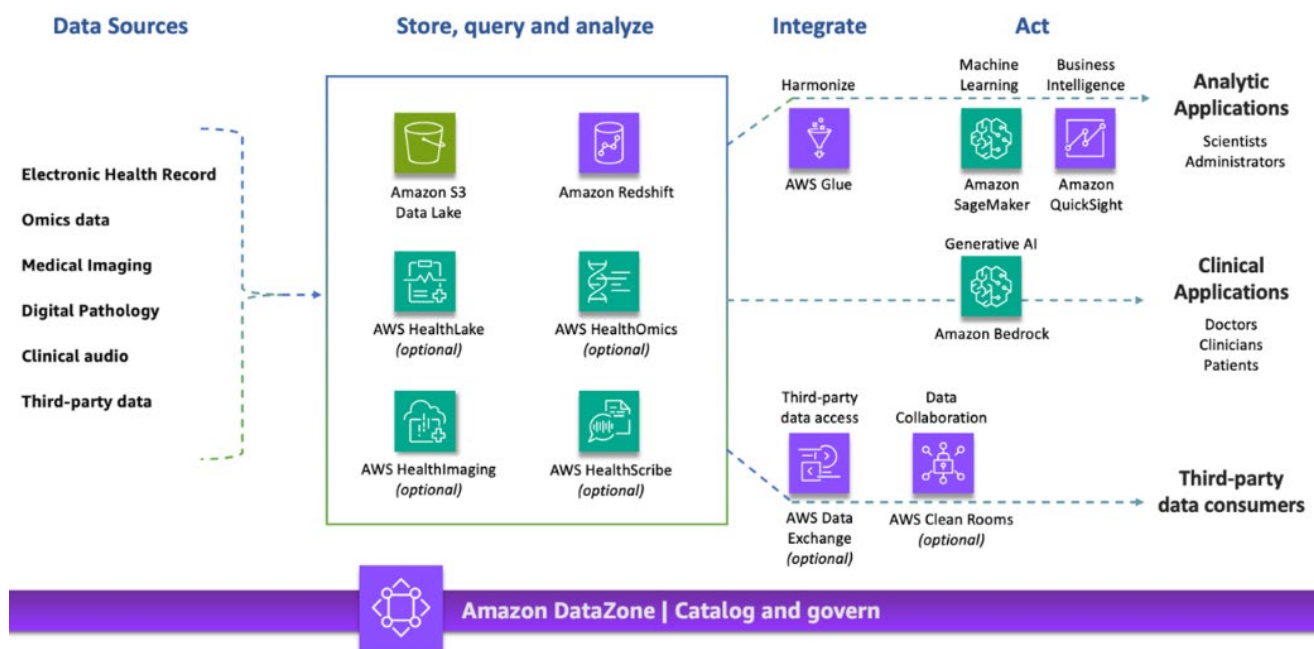 Data Sources
Store, query and analyze
Integrate
Act
Electronic Health Record
Omics data
Medical Imaging
Digital Pathology
Clinical audio
Third-party data
Amazon S3
Data Lake
Amazon Redshift
AWS HealthLake
(optional)
AWS HealthOmics
(optional)
AWS HealthImaging
(optional)
AWS HealthScribe
(optional)
Harmonize
AWS Glue
Machine
Learning
Amazon
SageMaker
Business
Intelligence
Amazon
QuickSight
Analytic
Applications
Scientists
Administrators
Generative AI
Amazon Bedrock
Clinical
Applications
Doctors
Clinicians
Patients
Third-party
data access
AWS Data
Exchange
(optional)
Data
Collaboration
AWS Clean Rooms
(optional)
Third-party
data consumers
Amazon DataZone | Catalog and govern